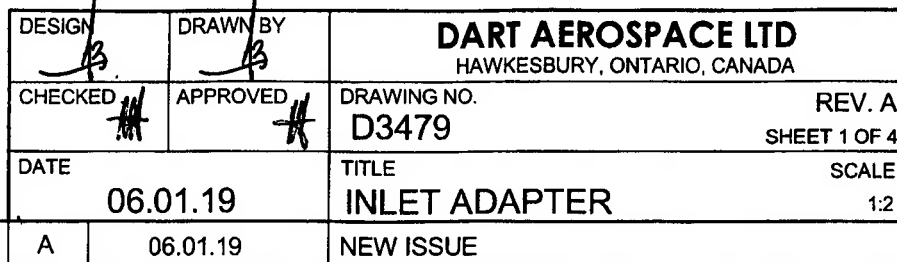 DESIGN
DRAWN BY
DART AEROSPACE LTD
HAWKESBURY, ONTARIO, CANADA
CHECKED
APPROVED
DRAWING NO.
REV. A
D3479
SHEET 1 OF 4
DATE
TITLE
SCALE
06.01.19
INLET ADAPTER
1:2
A
06.01.19
NEW ISSUE